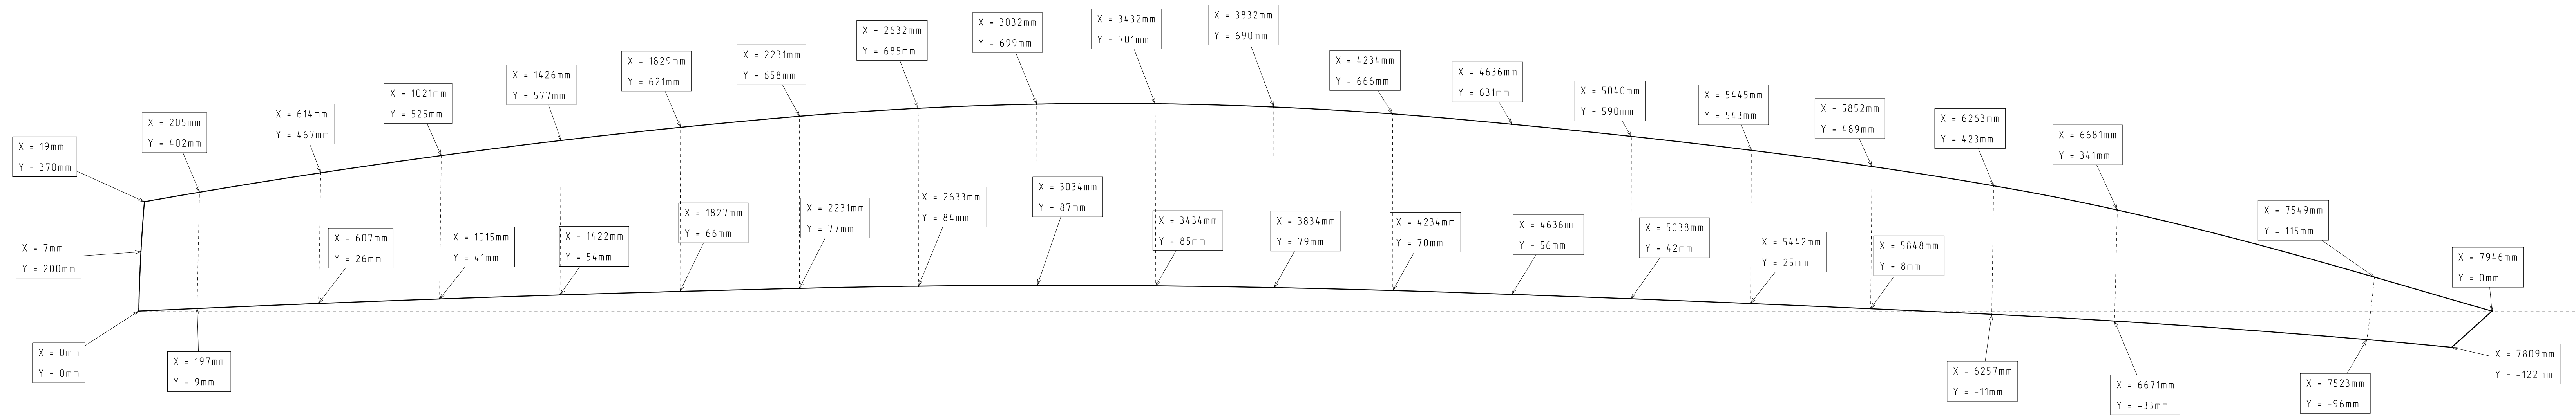 X = 19mm
Y = 370mm
X = 205mm
Y = 402mm
X = 614mm
Y = 467mm
X = 1021mm
Y = 525mm
X = 1426mm
Y = 577mm
X = 1829mm
Y = 621mm
X = 2231mm
Y = 658mm
X = 2632mm
Y = 685mm
X = 3032mm
Y = 699mm
X = 3432mm
Y = 701mm
X = 3832mm
Y = 690mm
X = 4234mm
Y = 666mm
X = 4636mm
Y = 631mm
X = 5040mm
Y = 590mm
X = 5445mm
Y = 543mm
X = 5852mm
Y = 489mm
X = 6263mm
Y = 423mm
X = 6681mm
Y = 341mm
X = 7549mm
Y = 115mm
X = 7946mm
Y = 0mm
X = 7mm
Y = 200mm
X = 607mm
Y = 26mm
X = 1015mm
Y = 41mm
X = 1422mm
Y = 54mm
X = 1827mm
Y = 66mm
X = 2231mm
Y = 77mm
X = 2633mm
Y = 84mm
X = 3034mm
Y = 87mm
X = 3434mm
Y = 85mm
X = 3834mm
Y = 79mm
X = 4234mm
Y = 70mm
X = 4636mm
Y = 56mm
X = 5038mm
Y = 42mm
X = 5442mm
Y = 25mm
X = 5848mm
Y = 8mm
X = 0mm
Y = 0mm
X = 197mm
Y = 9mm
X = 6257mm
Y = -11mm
X = 6671mm
Y = -33mm
X = 7523mm
Y = -96mm
X = 7809mm
Y = -122mm